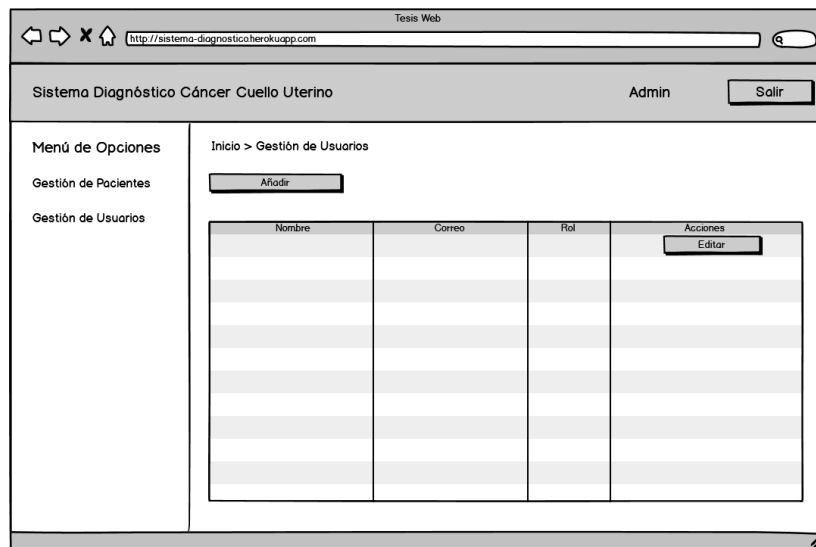 Tesis Web
http://sistema-diagnostico.herokuapp.com
Sistema Diagnóstico Cáncer Cuello Uterino
Admin
Salir
Menú de Opciones
Gestión de Pacientes
Gestión de Usuarios
Inicio > Gestión de Usuarios
Añadir
Nombre Correo Rol Acciones
Editar